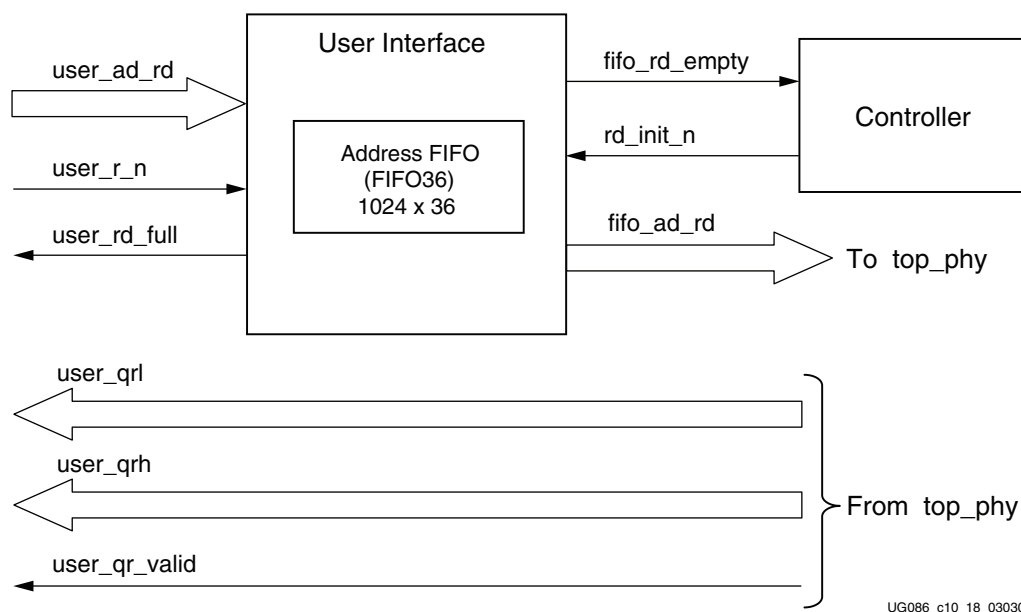 User Interface
user_ad_rd
fifo_rd_empty
Controller
rd_init_n
Address FIFO
(FIFO36)
1024 x 36
user_r_n
user_rd_full
fifo_ad_rd
To top_phy
user_qrl
user_qrh
From top_phy
user_qr_valid
UG086_c10_18_03030